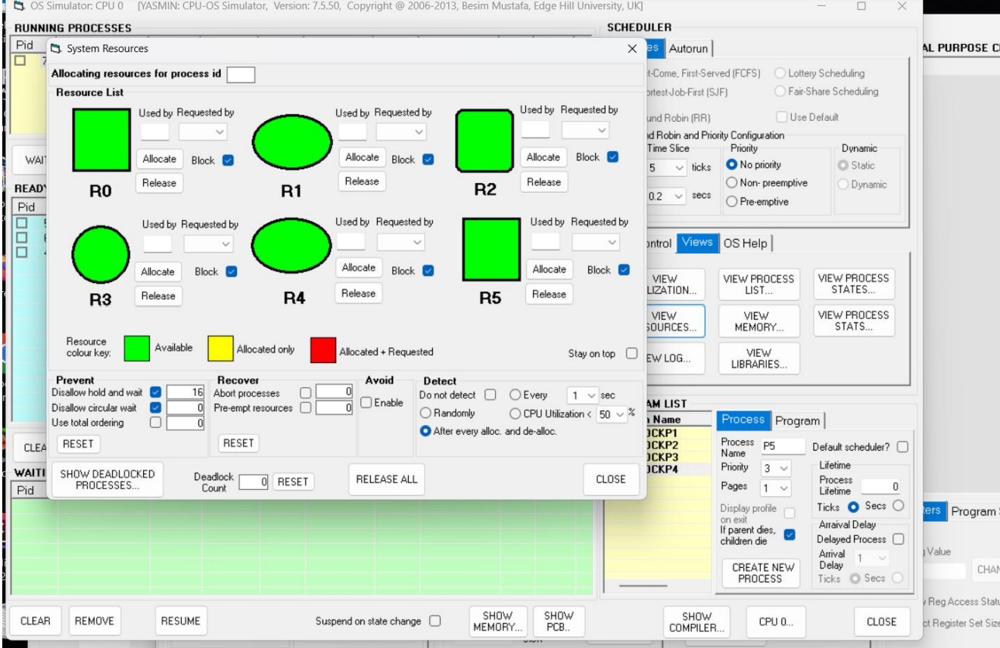 OS Simulator: CPU 0 [YASMIN: CPU-OS Simulator, Version: 7.5.50, Copyright @ 2006-2013, Besim Mustafa, Edge Hill University, UK]
RUNNING PROCESSES
Pid
System Resources
Allocating resources for process id
Resource List
Used by Requested by
Allocate Block
Release
R0
Used by Requested by
Allocate Block
Release
R1
Used by Requested by
Allocate Block
Release
R2
Used by Requested by
Allocate Block
Release
R3
Used by Requested by
Allocate Block
Release
R4
Used by Requested by
Allocate Block
Release
R5
Resource
colour key:
Available
Allocated only
Allocated + Requested
Stay on top
Prevent
Disallow hold and wait 16
Disallow circular wait 0
Use total ordering 0
RESET
Recover
Abort processes 0
Pre-empt resources 0
RESET
Avoid
Enable
Detect
Do not detect Every 1 sec
Randomly CPU Utilization < 50 %
After every alloc. and de-alloc.
SHOW DEADLOCKED
PROCESSES...
Deadlock
Count 0 RESET
RELEASE ALL
CLOSE
WAI
READY
Pid
CLEA
WAITI
Pid
SCHEDULER
es Autorun
t-Come, First-Served (FCFS) Lottery Scheduling
ortest-Job-First (SJF) Fair-Share Scheduling
und Robin (RR) Use Default
d Robin and Priority Configuration
Time Slice
5 ticks
0.2 secs
Priority
No priority
Non- preemptive
Pre-emptive
Dynamic
Static
Dynamic
ontrol Views OS Help
VIEW
LIZATION...
VIEW PROCESS
LIST...
VIEW PROCESS
STATES...
VIEW
SOURCES...
VIEW
MEMORY...
VIEW PROCESS
STATS...
EW LOG...
VIEW
LIBRARIES...
AM LIST
Name
OCKP1
OCKP2
OCKP3
OCKP4
Process Program
Process
Name P5
Priority 3
Pages 1
Display profile
on exit
If parent dies,
children die
CREATE NEW
PROCESS
Default scheduler?
Lifetime
Process
Lifetime 0
Ticks Secs
Arraival Delay
Delayed Process
Arrival
Delay 1
Ticks Secs
CLEAR
REMOVE
RESUME
Suspend on state change
SHOW
MEMORY...
SHOW
PCB..
SHOW
COMPILER...
CPU 0...
CLOSE
AL PURPOSE C
ters Program
Value
CHAN
Reg Access Statu
ct Register Set Size